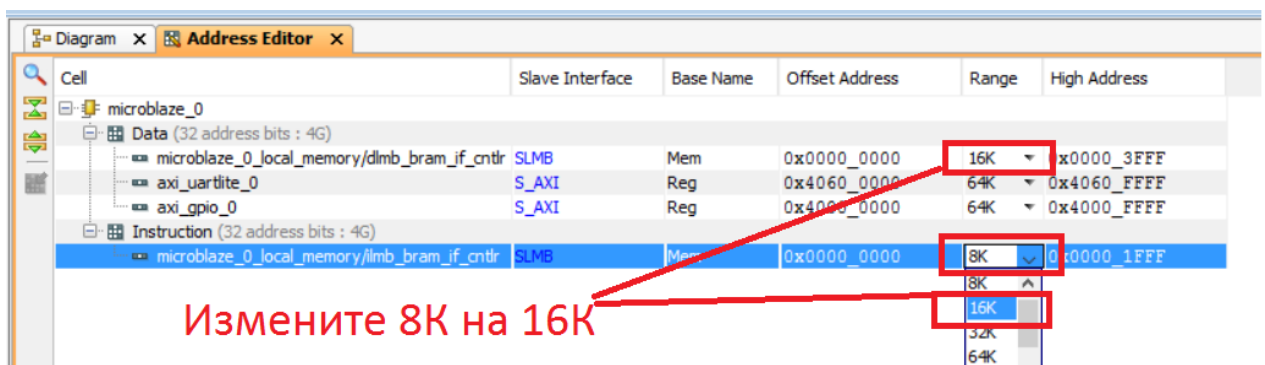 Diagram X Address Editor X
Cell Slave Interface Base Name Offset Address Range High Address
microblaze_0
Data (32 address bits : 4G)
microblaze_0_local_memory/dlmb_bram_if_cntlr SLMB Mem 0x0000_0000 16K 0x0000_3FFF
axi_uartlite_0 S_AXI Reg 0x4060_0000 64K 0x4060_FFFF
axi_gpio_0 S_AXI Reg 0x4000_0000 64K 0x4000_FFFF
Instruction (32 address bits : 4G)
microblaze_0_local_memory/ilmb_bram_if_cntlr SLMB Mem 0x0000_0000 8K 0x0000_1FFF
8K
16K
32K
64K
Измените 8К на 16К